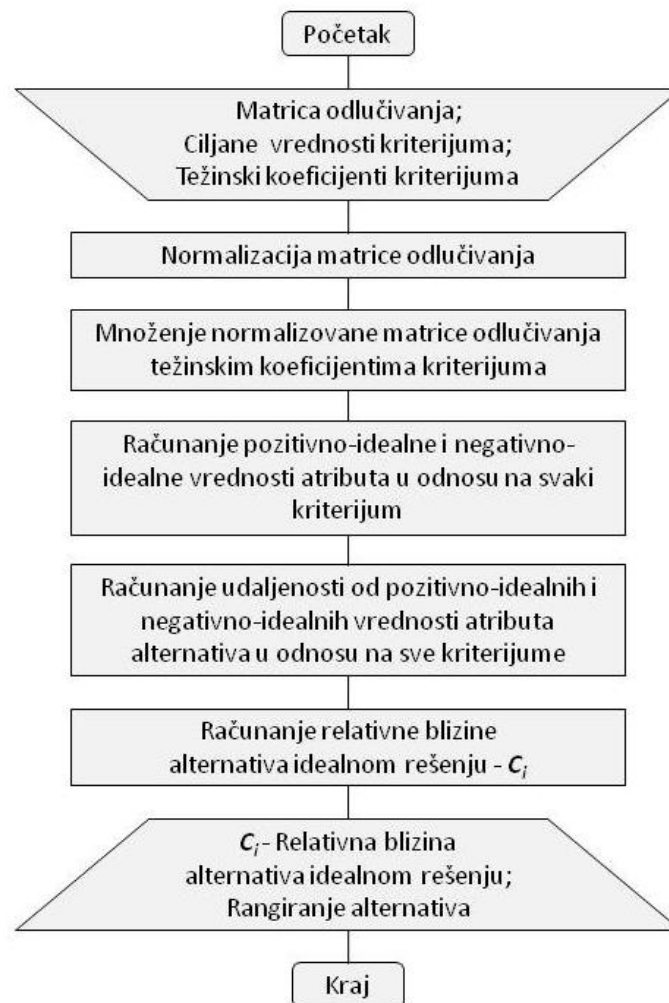 Početak
Matrica odlučivanja;
Ciljane vrednosti kriterijuma;
Težinski koeficijenti kriterijuma
Normalizacija matrice odlučivanja
Množenje normalizovane matrice odlučivanja
težinskim koeficijentima kriterijuma
Računanje pozitivno-idealne i negativno-
idealne vrednosti atributa u odnosu na svaki
kriterijum
Računanje udaljenosti od pozitivno-idealnih i
negativno-idealnih vrednosti atributa
alternativa u odnosu na sve kriterijume
Računanje relativne blizine
alternativa idealnom rešenju - Ci
Ci- Relativna blizina
alternativa idealnom rešenju;
Rangiranje alternativa
Kraj